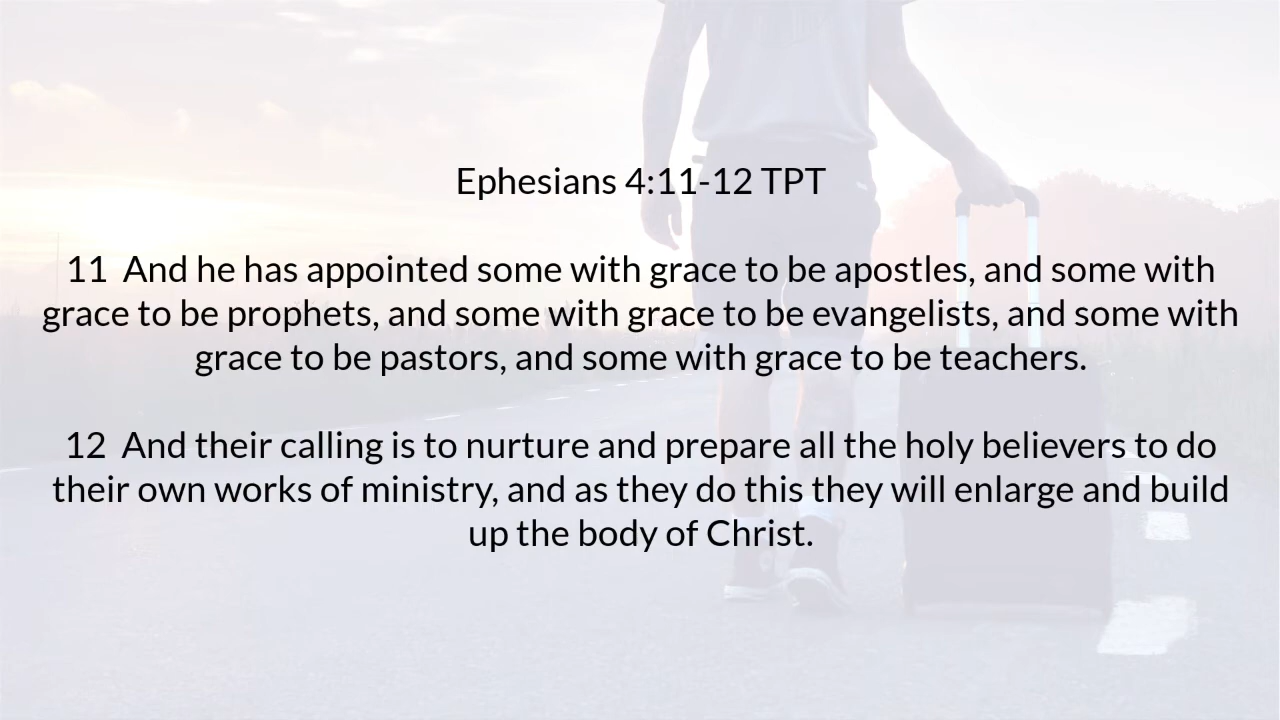 Ephesians 4:11-12 TPT
11  And he has appointed some with grace to be apostles, and some with
grace to be prophets, and some with grace to be evangelists, and some with
grace to be pastors, and some with grace to be teachers.
12  And their calling is to nurture and prepare all the holy believers to do
their own works of ministry, and as they do this they will enlarge and build
up the body of Christ.